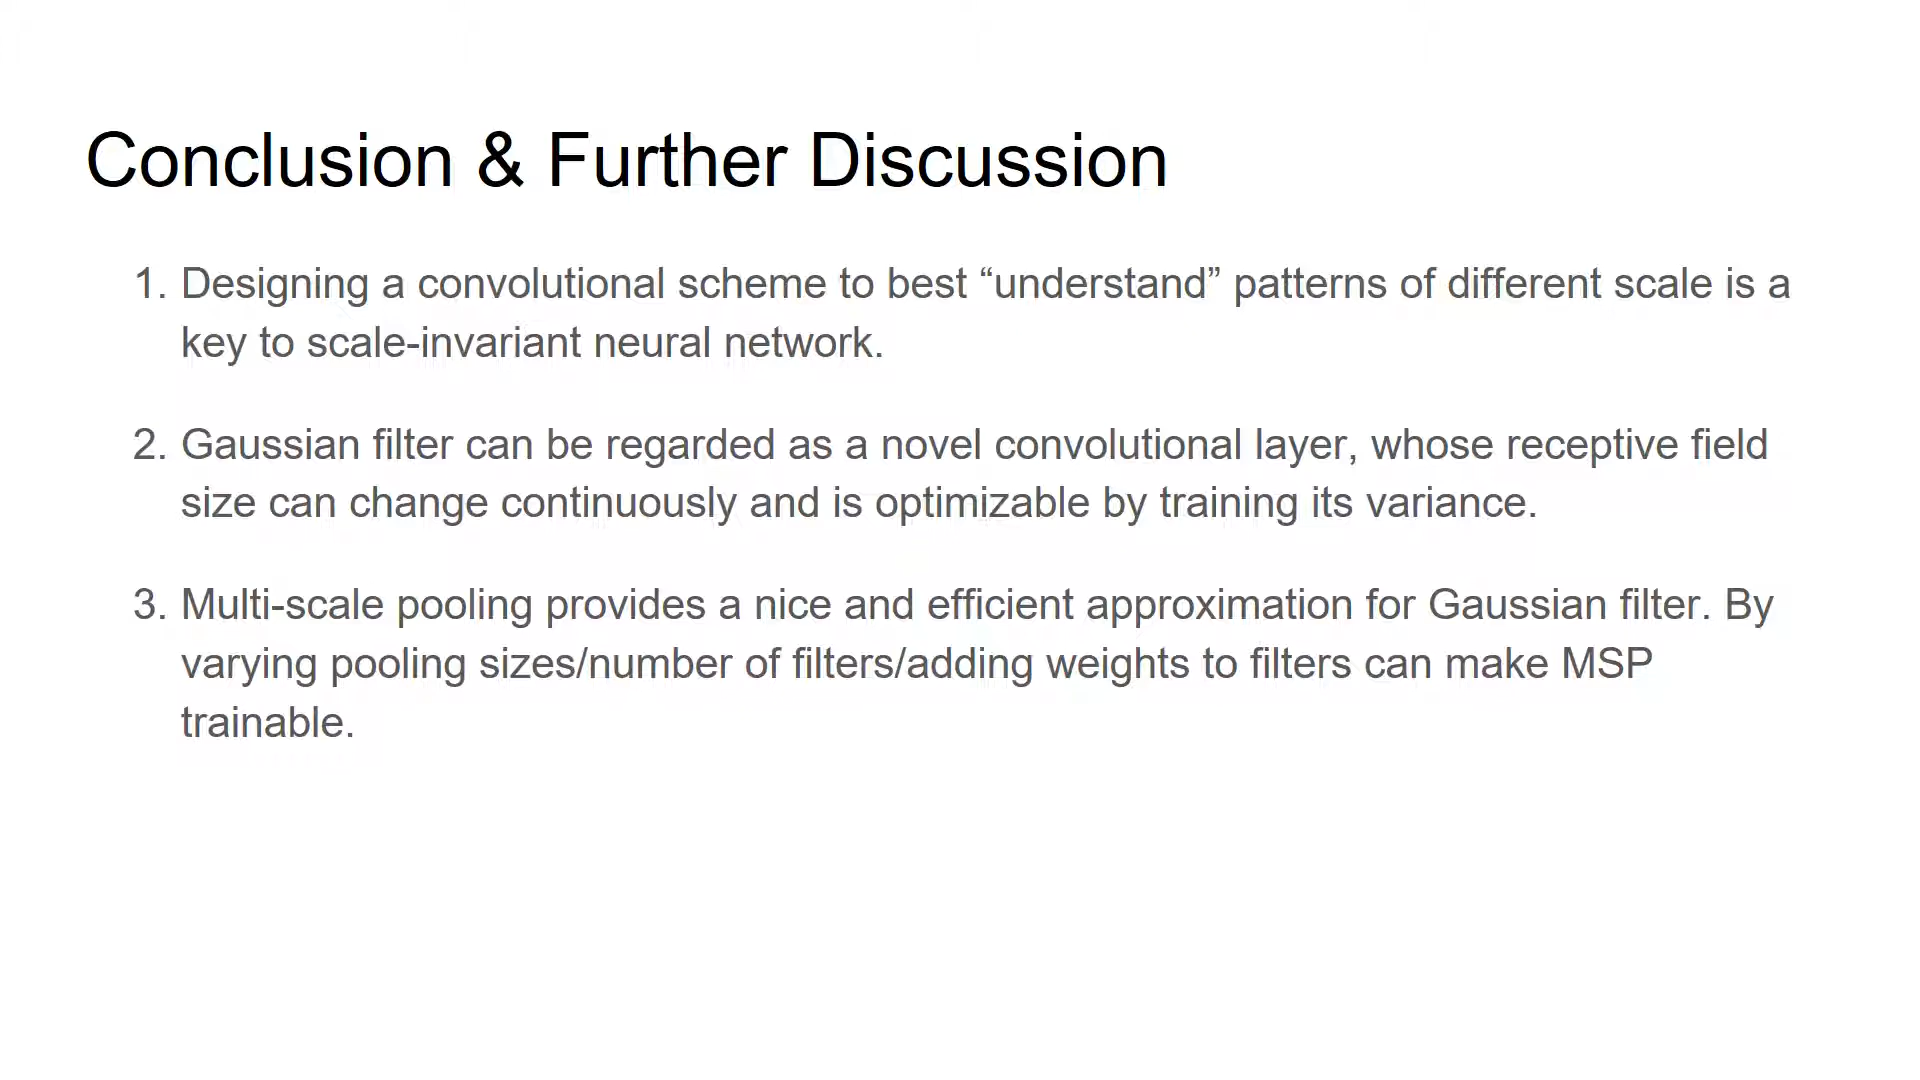 Conclusion & Further Discussion
1. Designing a convolutional scheme to best “understand” patterns of different scale is a
key to scale-invariant neural network.
2. Gaussian filter can be regarded as a novel convolutional layer, whose receptive field
size can change continuously and is optimizable by training its variance.
3. Multi-scale pooling provides a nice and efficient approximation for Gaussian filter. By
varying pooling sizes/number of filters/adding weights to filters can make MSP
trainable.